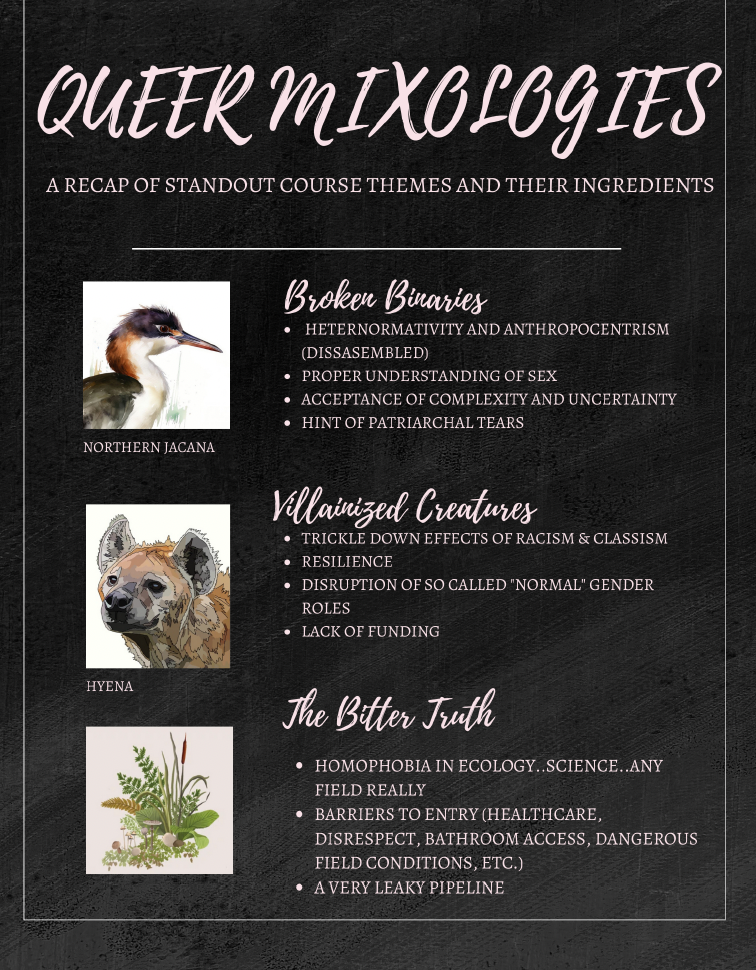 QUEER MIXOLOGIES
A RECAP OF STANDOUT COURSE THEMES AND THEIR INGREDIENTS
Broken Binaries
HETERNORMATIVITY AND ANTHROPOCENTRISM
(DISSASEMBLED)
PROPER UNDERSTANDING OF SEX
ACCEPTANCE OF COMPLEXITY AND UNCERTAINTY
HINT OF PATRIARCHAL TEARS
NORTHERN JACANA
Villainized Creatures
TRICKLE DOWN EFFECTS OF RACISM & CLASSISM
RESILIENCE
DISRUPTION OF SO CALLED "NORMAL" GENDER
ROLES
LACK OF FUNDING
HYENA
The Bitter Truth
HOMOPHOBIA IN ECOLOGY..SCIENCE..ANY
FIELD REALLY
BARRIERS TO ENTRY (HEALTHCARE,
DISRESPECT, BATHROOM ACCESS, DANGEROUS
FIELD CONDITIONS, ETC.)
A VERY LEAKY PIPELINE